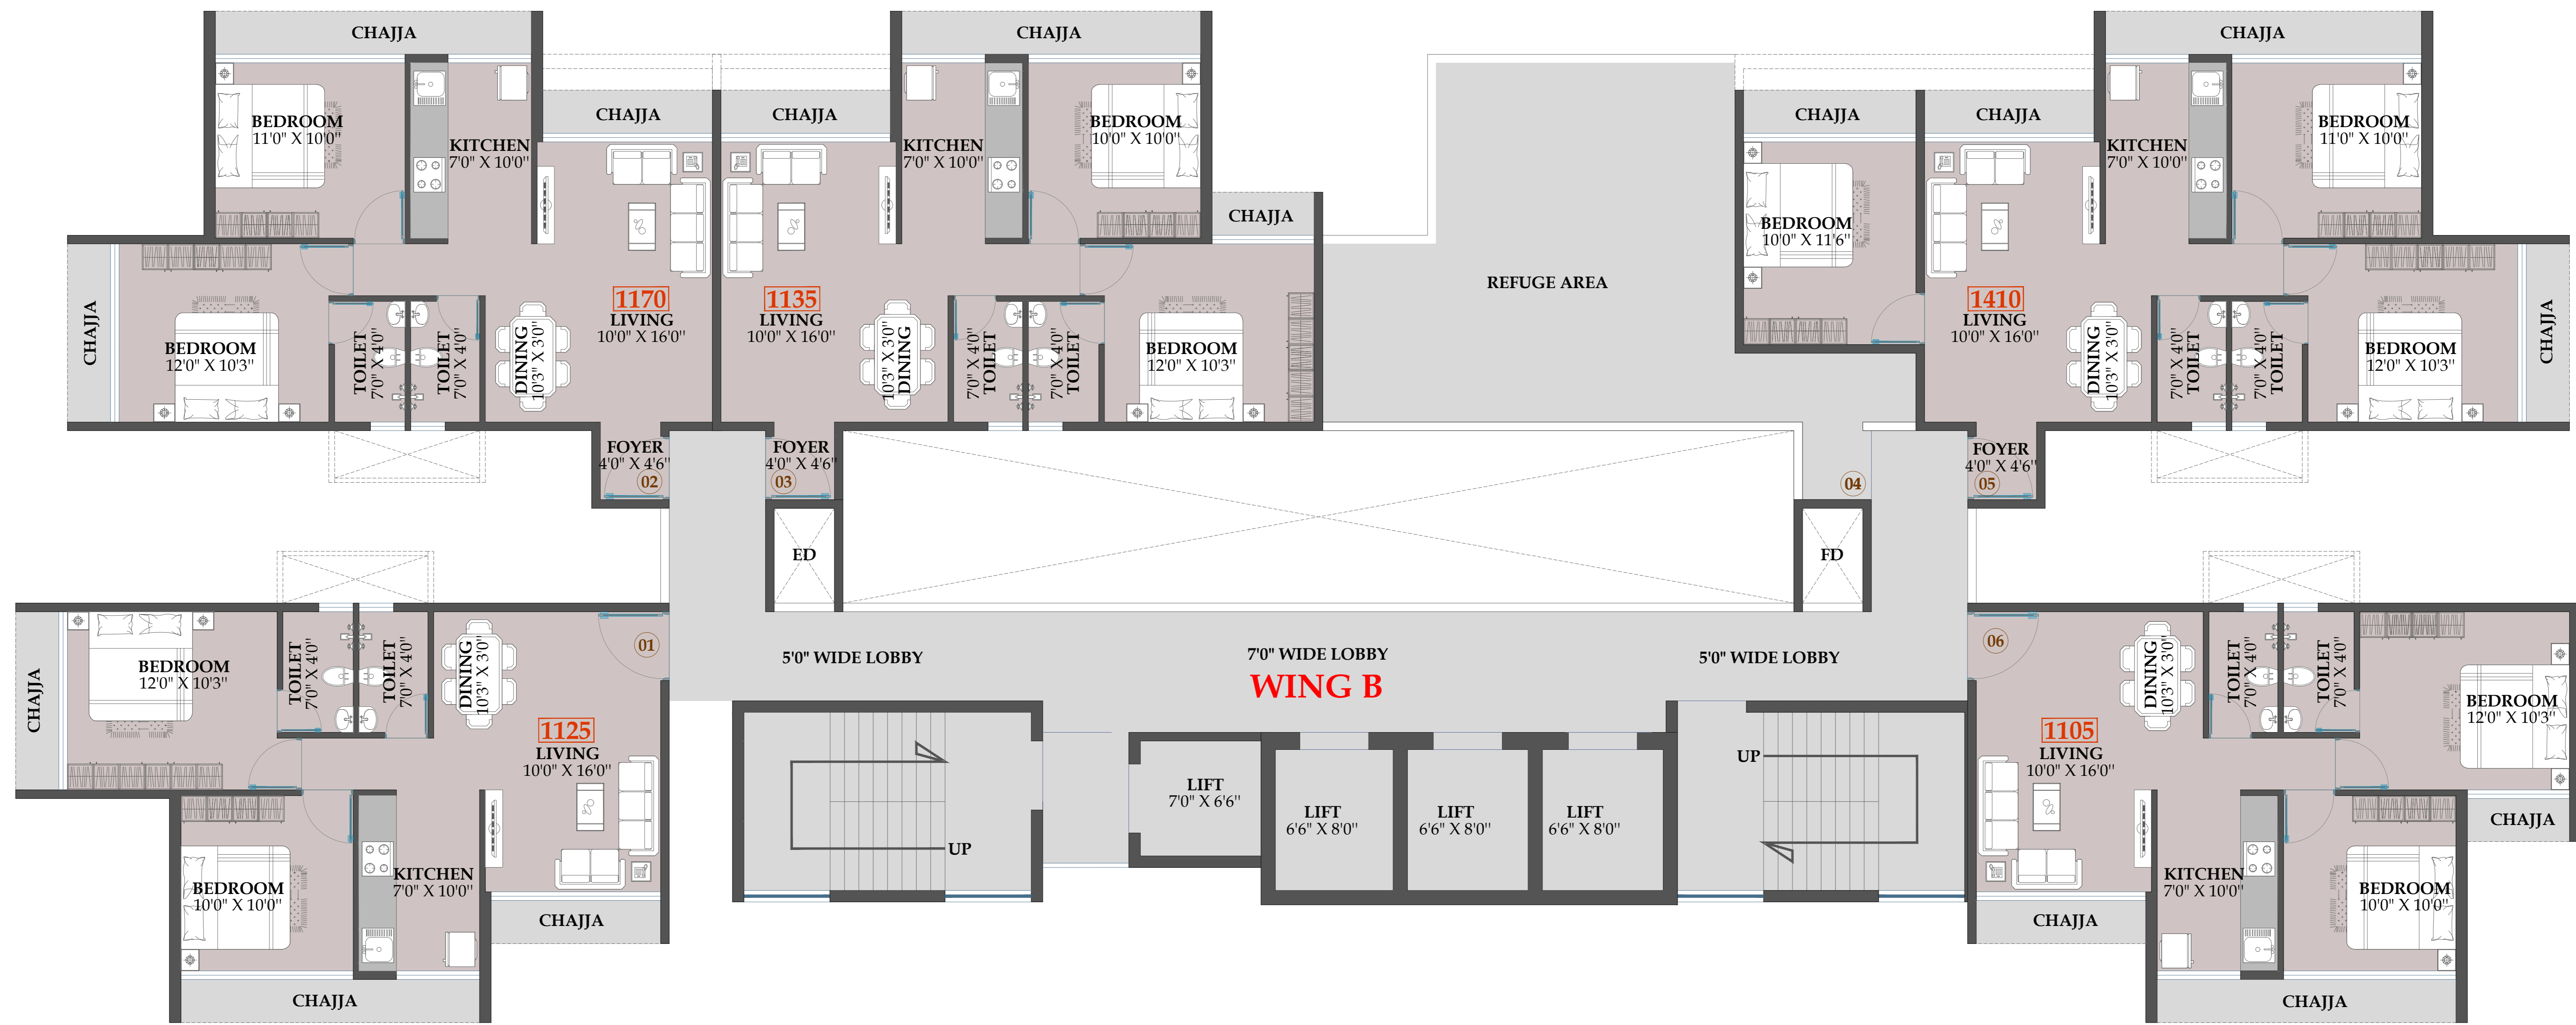 CHAJJA
CHAJJA
CHAJJA
CHAJJA
CHAJJA
CHAJJA
CHAJJA
BEDROOM
11'0" X 10'0"
KITCHEN
7'0" X 10'0"
KITCHEN
7'0" X 10'0"
BEDROOM
10'0" X 10'0"
KITCHEN
7'0" X 10'0"
BEDROOM
11'0" X 10'0"
CHAJJA
BEDROOM
10'0" X 11'6"
REFUGE AREA
1170
LIVING
10'0" X 16'0"
1135
LIVING
10'0" X 16'0"
1410
LIVING
10'0" X 16'0"
CHAJJA
BEDROOM
12'0" X 10'3"
TOILET
7'0" X 4'0"
TOILET
7'0" X 4'0"
DINING
10'3" X 3'0"
10'3" X 3'0"
DINING
7'0" X 4'0"
TOILET
7'0" X 4'0"
TOILET
BEDROOM
12'0" X 10'3"
DINING
10'3" X 3'0"
7'0" X 4'0"
TOILET
7'0" X 4'0"
TOILET
BEDROOM
12'0" X 10'3"
CHAJJA
FOYER
4'0" X 4'6"
02
FOYER
4'0" X 4'6"
03
04
FOYER
4'0" X 4'6"
05
ED
FD
01
06
CHAJJA
BEDROOM
12'0" X 10'3"
TOILET
7'0" X 4'0"
TOILET
7'0" X 4'0"
DINING
10'3" X 3'0"
5'0" WIDE LOBBY
7'0" WIDE LOBBY
WING B
5'0" WIDE LOBBY
DINING
10'3" X 3'0"
TOILET
7'0" X 4'0"
TOILET
7'0" X 4'0"
BEDROOM
12'0" X 10'3"
1125
LIVING
10'0" X 16'0"
1105
LIVING
10'0" X 16'0"
UP
LIFT
7'0" X 6'6"
LIFT
6'6" X 8'0"
LIFT
6'6" X 8'0"
LIFT
6'6" X 8'0"
UP
CHAJJA
BEDROOM
10'0" X 10'0"
KITCHEN
7'0" X 10'0"
KITCHEN
7'0" X 10'0"
BEDROOM
10'0" X 10'0"
CHAJJA
CHAJJA
CHAJJA
CHAJJA